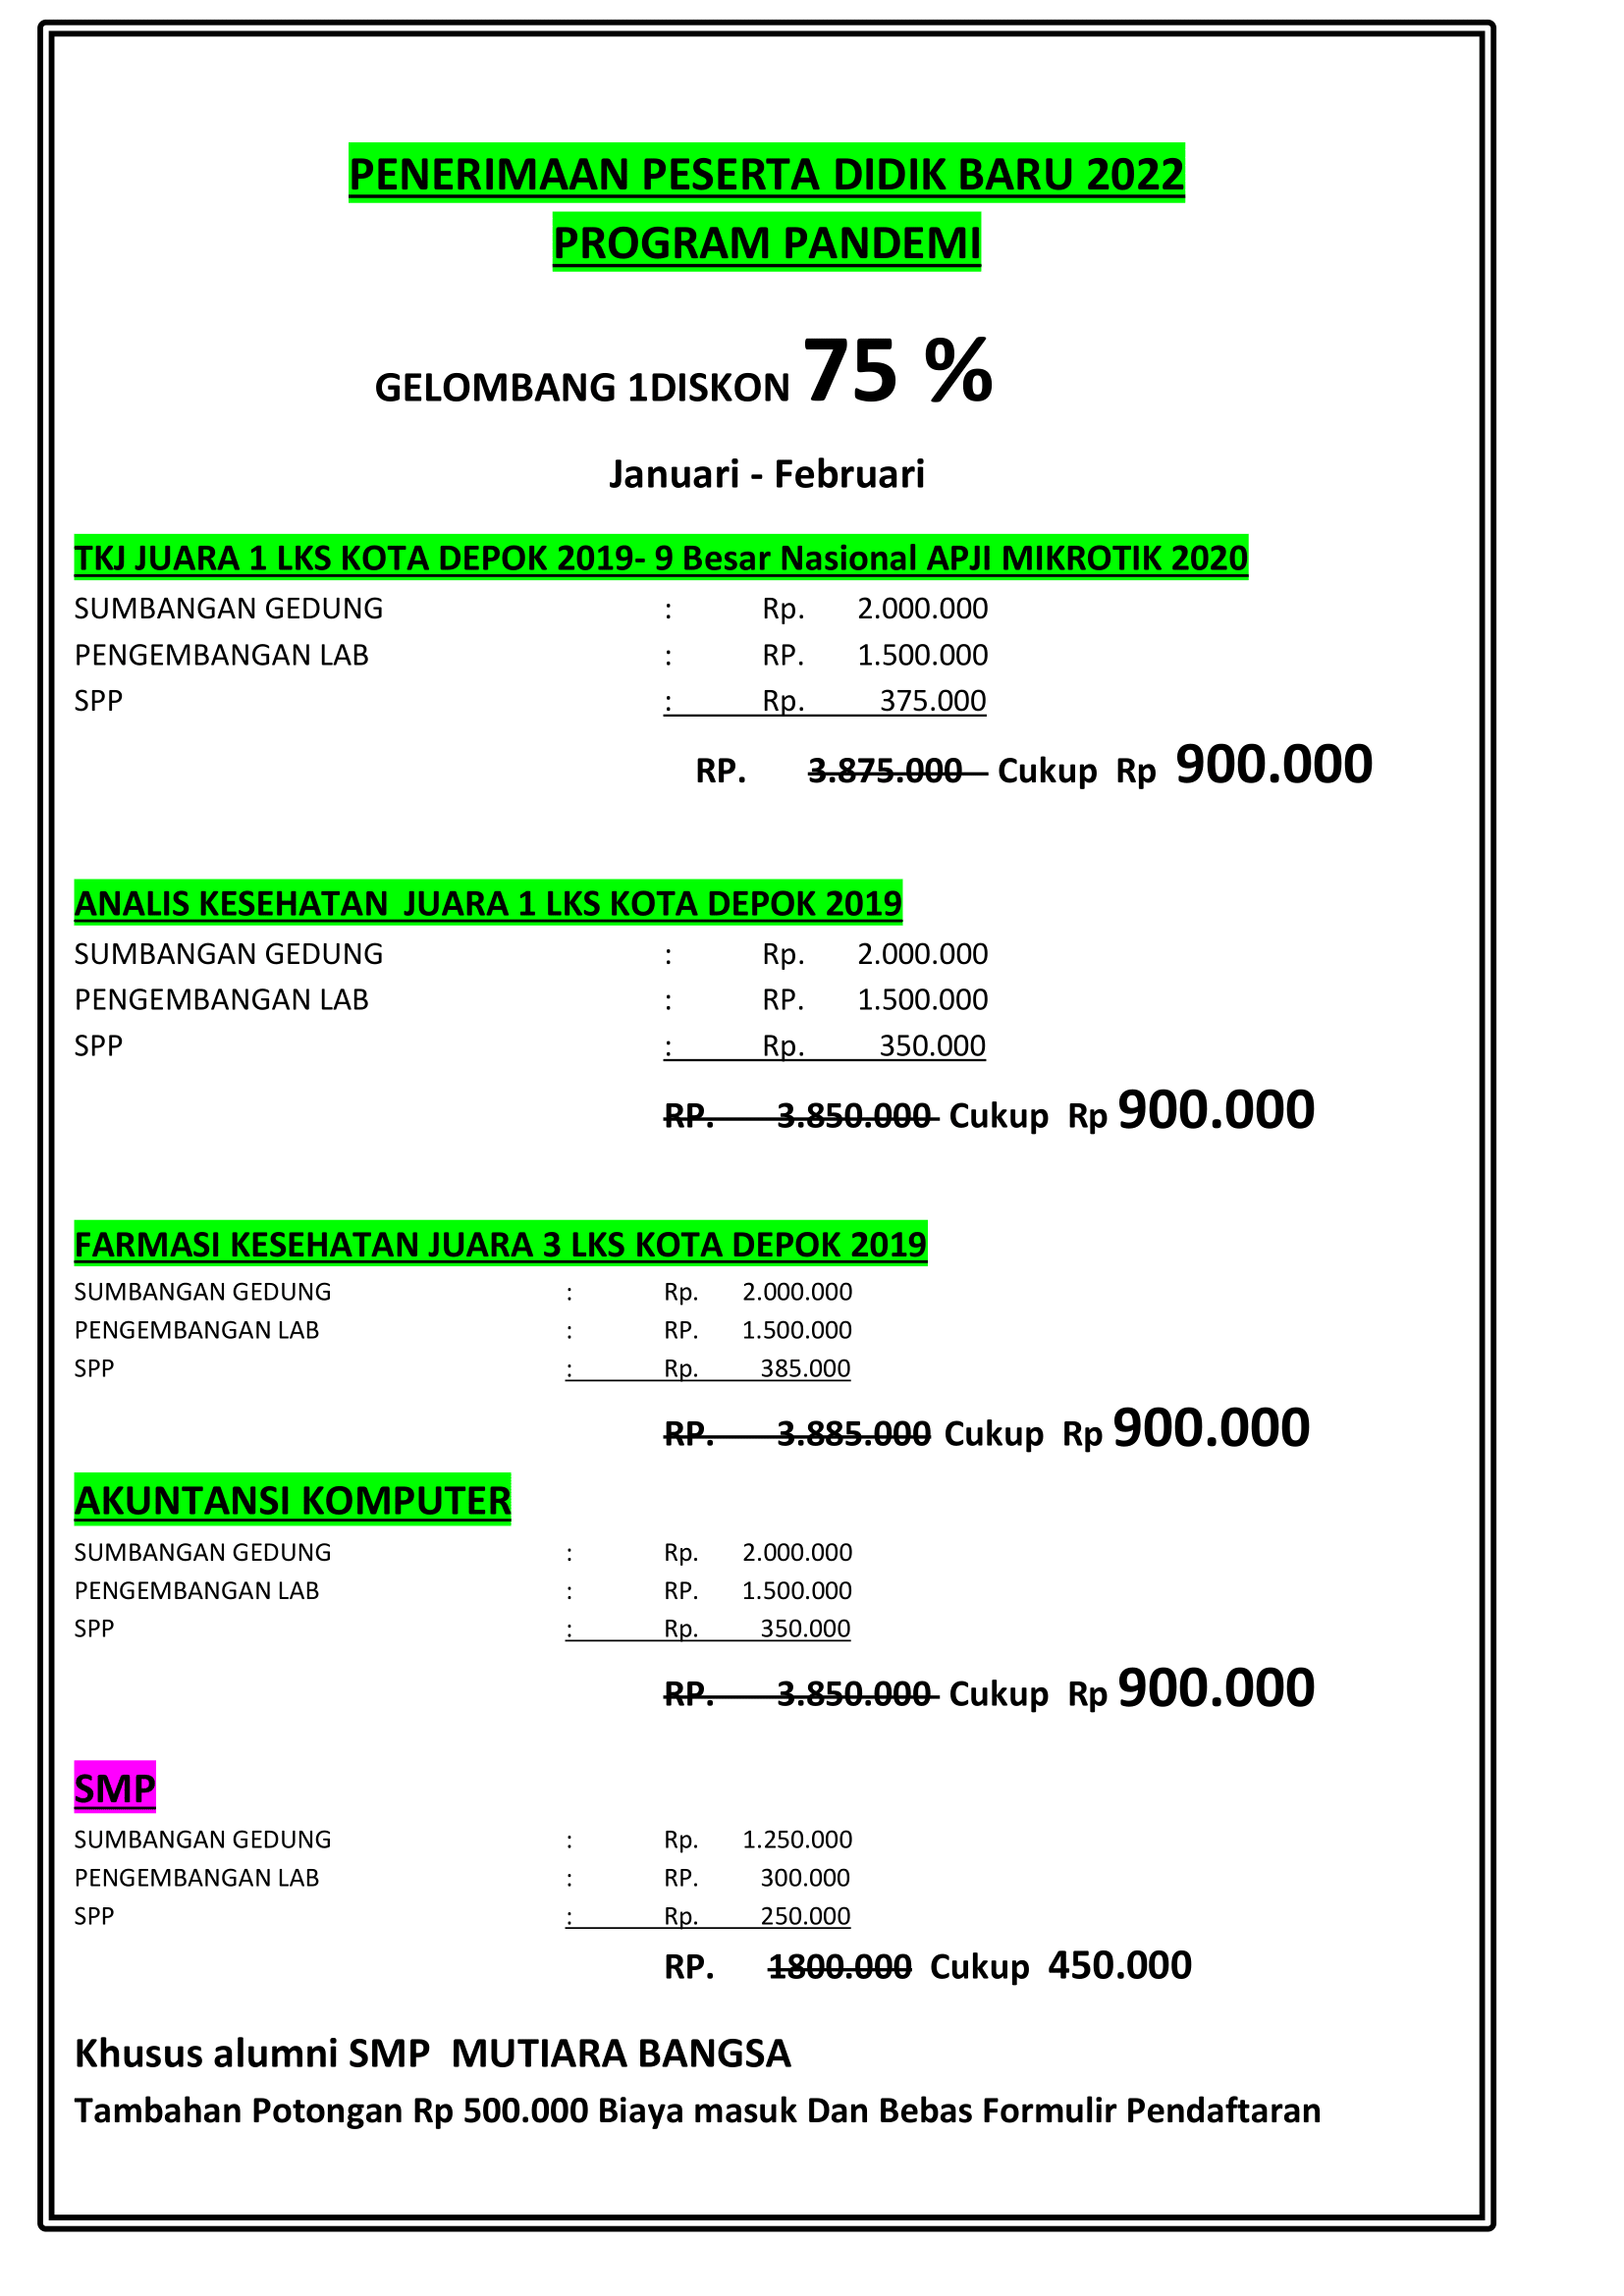 PENERIMAAN PESERTA DIDIK BARU 2022
PROGRAM PANDEMI
GELOMBANG 1DISKON 75 %
Januari - Februari
TKJ JUARA 1 LKS KOTA DEPOK 2019- 9 Besar Nasional APJI MIKROTIK 2020
SUMBANGAN GEDUNG : Rp. 2.000.000
PENGEMBANGAN LAB : RP. 1.500.000
SPP : Rp. 375.000
RP. 3.875.000 Cukup Rp 900.000
ANALIS KESEHATAN JUARA 1 LKS KOTA DEPOK 2019
SUMBANGAN GEDUNG : Rp. 2.000.000
PENGEMBANGAN LAB : RP. 1.500.000
SPP : Rp. 350.000
RP. 3.850.000 Cukup Rp 900.000
FARMASI KESEHATAN JUARA 3 LKS KOTA DEPOK 2019
SUMBANGAN GEDUNG : Rp. 2.000.000
PENGEMBANGAN LAB : RP. 1.500.000
SPP : Rp. 385.000
RP. 3.885.000 Cukup Rp 900.000
AKUNTANSI KOMPUTER
SUMBANGAN GEDUNG : Rp. 2.000.000
PENGEMBANGAN LAB : RP. 1.500.000
SPP : Rp. 350.000
RP. 3.850.000 Cukup Rp 900.000
SMP
SUMBANGAN GEDUNG : Rp. 1.250.000
PENGEMBANGAN LAB : RP. 300.000
SPP : Rp. 250.000
RP. 1800.000 Cukup 450.000
Khusus alumni SMP MUTIARA BANGSA
Tambahan Potongan Rp 500.000 Biaya masuk Dan Bebas Formulir Pendaftaran